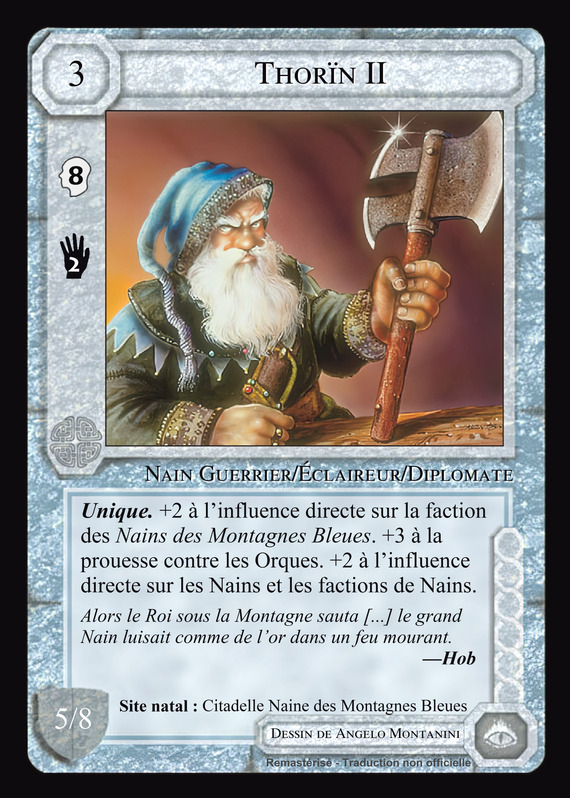 3
Thorïn II
8
2
Nain Guerrier/Éclaireur/Diplomate
Unique. +2 à l'influence directe sur la faction
des Nains des Montagnes Bleues. +3 à la
prouesse contre les Orques. +2 à l'influence
directe sur les Nains et les factions de Nains.
Alors le Roi sous la Montagne sauta [...] le grand
Nain luisait comme de l'or dans un feu mourant.
—Hob
Site natal : Citadelle Naine des Montagnes Bleues
5/8
Dessin de Angelo Montanini
Remastérisé - Traduction non officielle